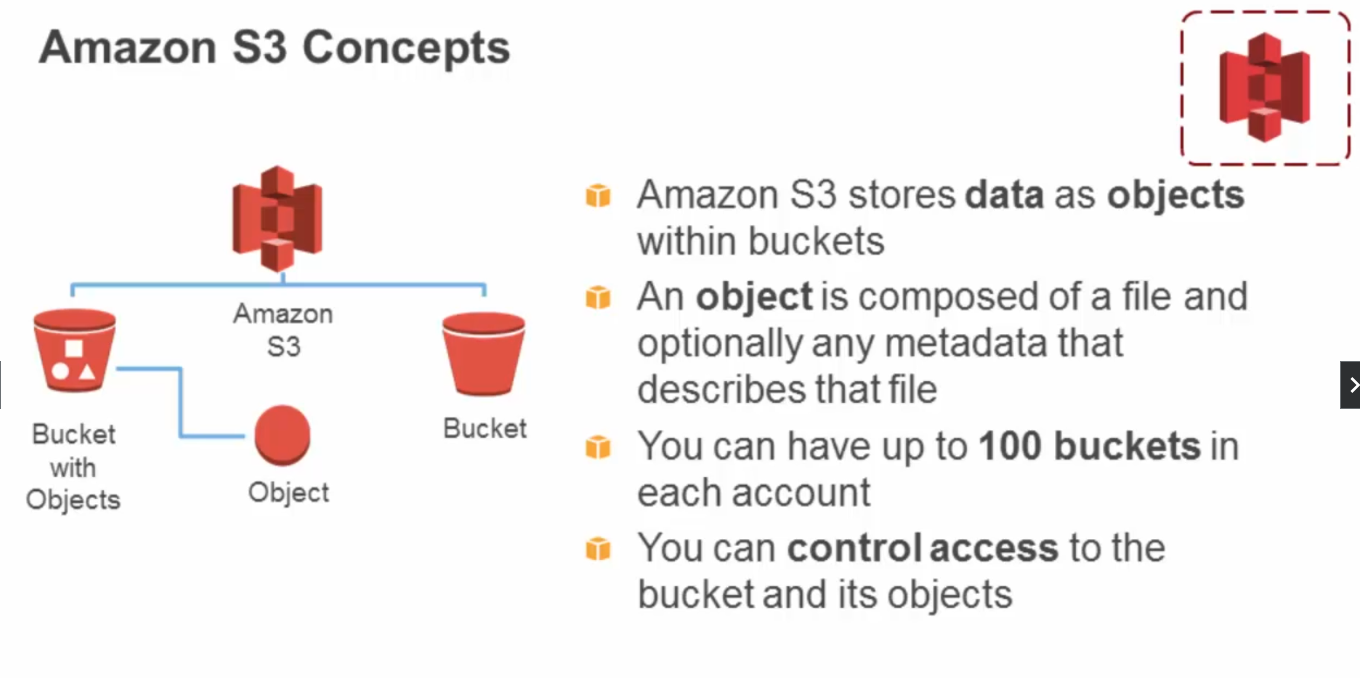 Amazon S3 Concepts
Amazon
S3
Bucket
with
Objects
Object
Bucket
Amazon S3 stores data as objects
within buckets
An object is composed of a file and
optionally any metadata that
describes that file
You can have up to 100 buckets in
each account
You can control access to the
bucket and its objects